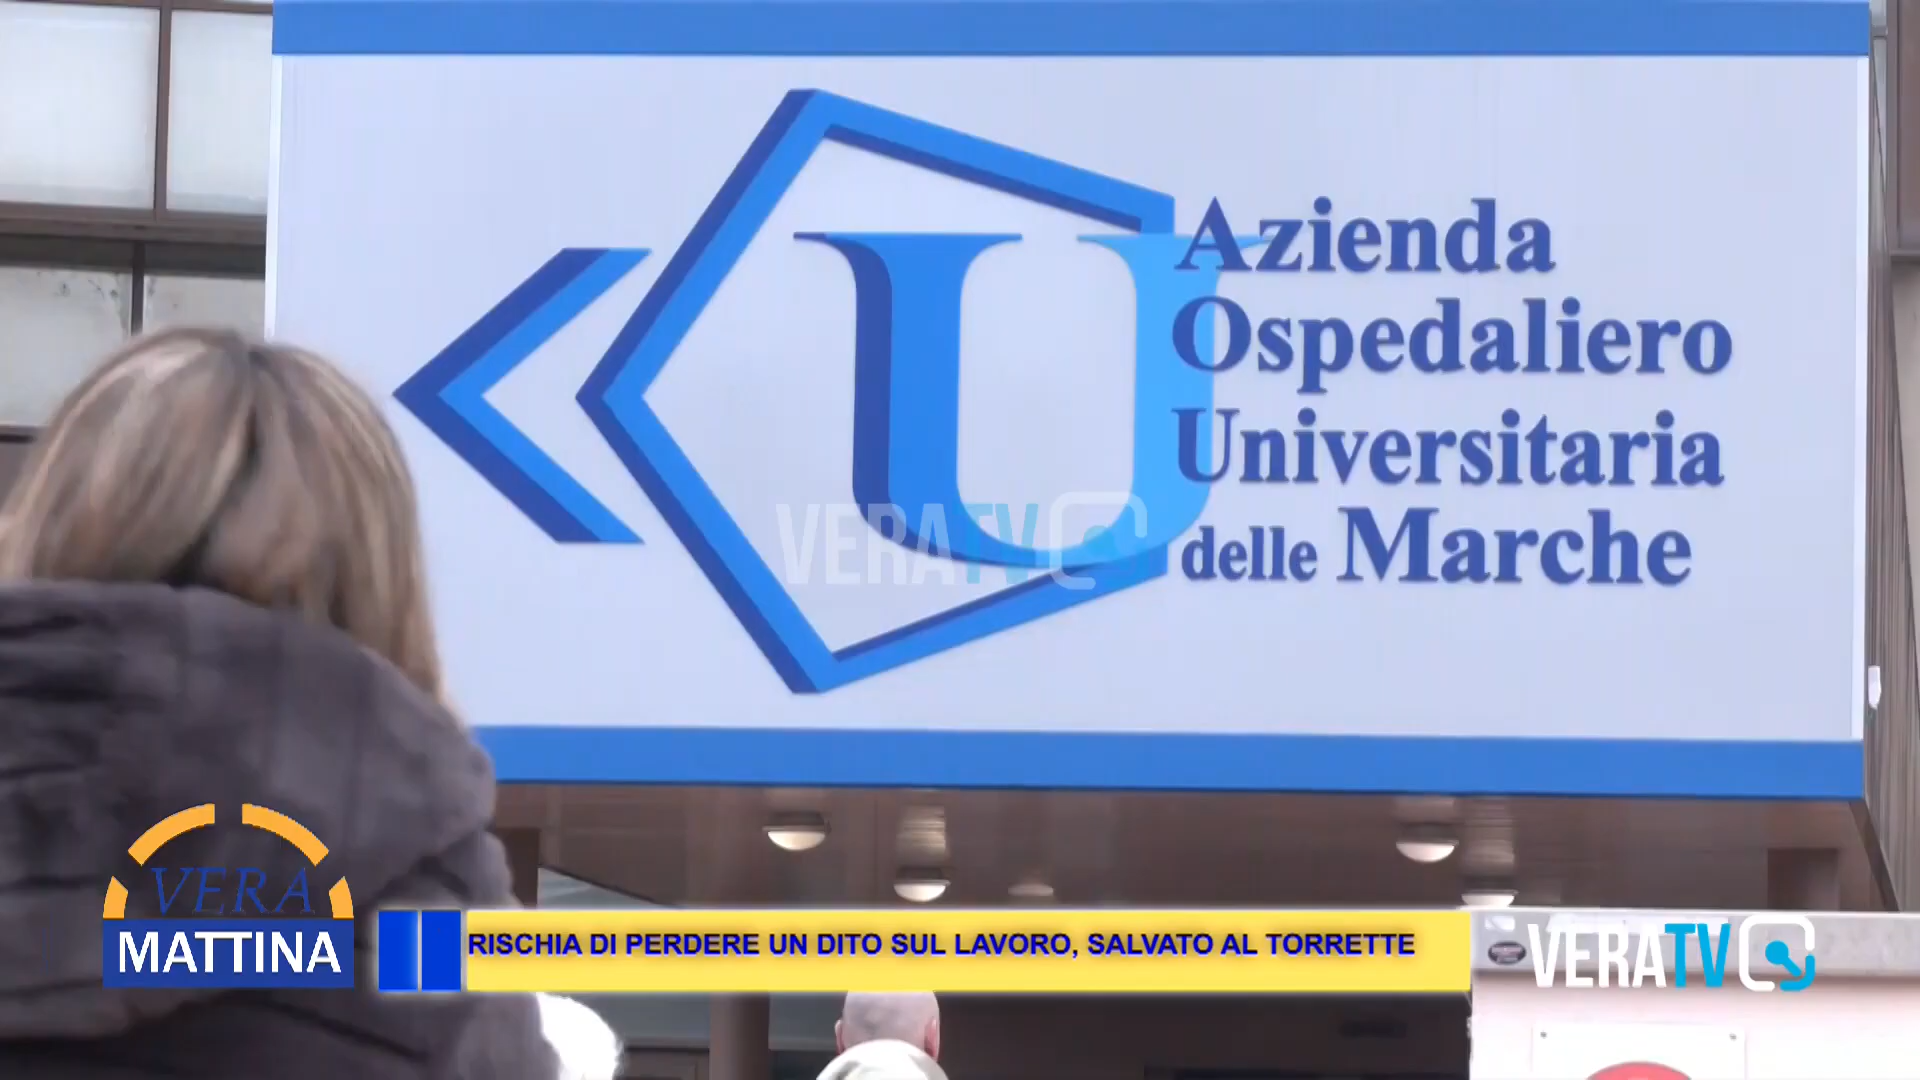 U
Azienda
Ospedaliero
Universitaria
delle Marche
VERATV
VERA
MATTINA
RISCHIA DI PERDERE UN DITO SUL LAVORO, SALVATO AL TORRETTE
VERATV